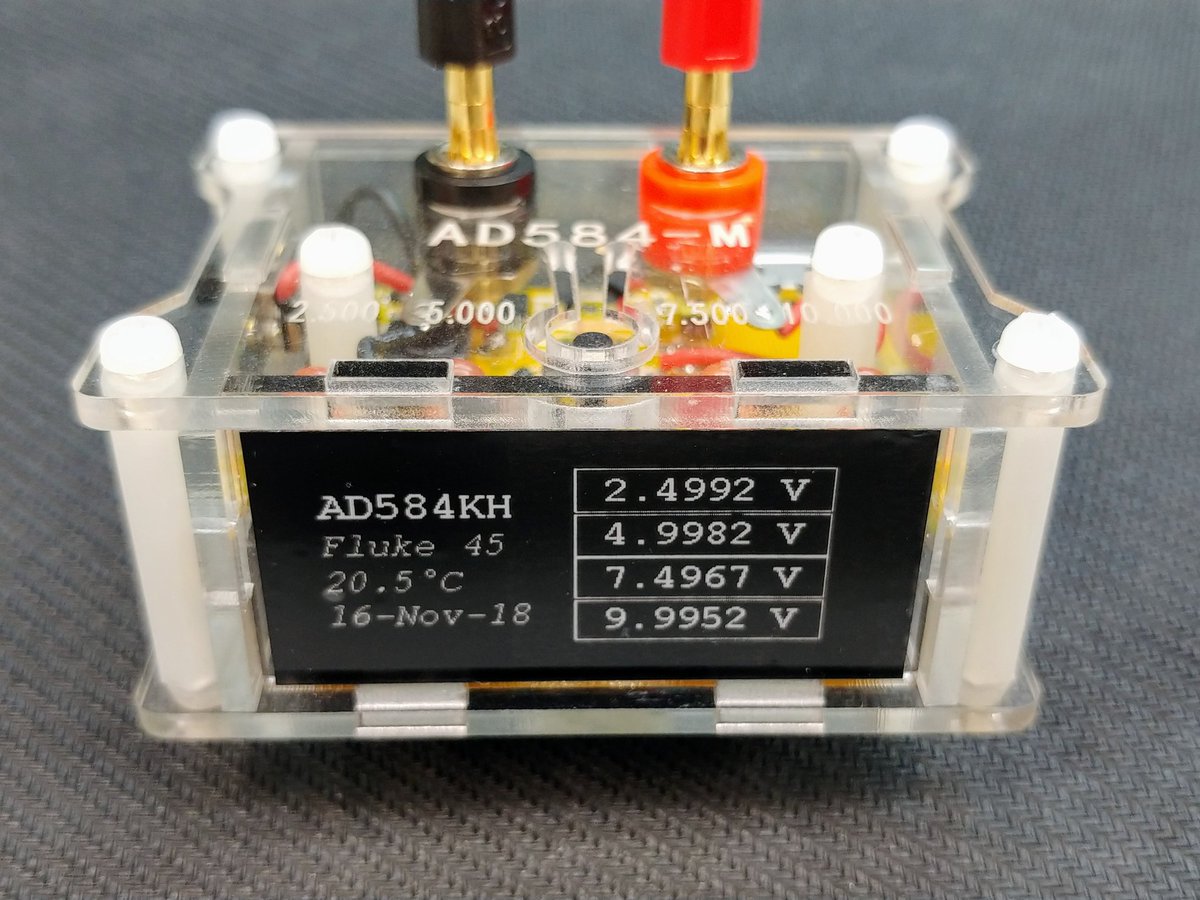 AD584-M
2.500 5.000 7.500 10.000
AD584KH
Fluke 45
20.5°C
16-Nov-18
2.4992 V
4.9982 V
7.4967 V
9.9952 V